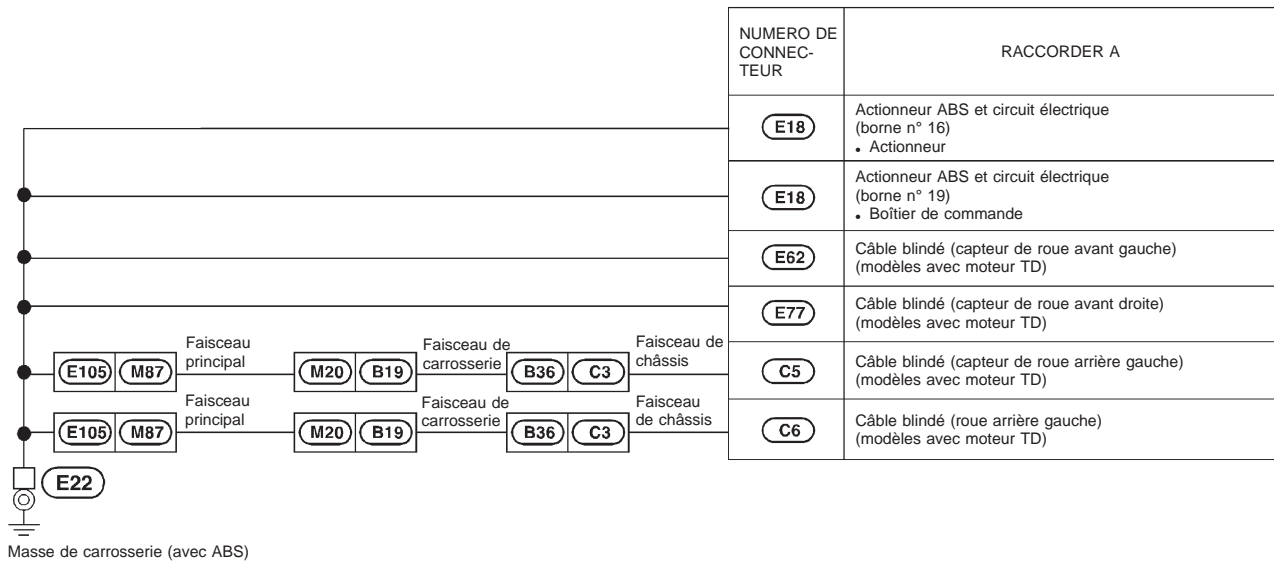 NUMERO DE
CONNEC-
TEUR
RACCORDER A
E18
Actionneur ABS et circuit électrique
(borne n° 16)
• Actionneur
E18
Actionneur ABS et circuit électrique
(borne n° 19)
• Boîtier de commande
E62
Câble blindé (capteur de roue avant gauche)
(modèles avec moteur TD)
E77
Câble blindé (capteur de roue avant droite)
(modèles avec moteur TD)
E105 M87
Faisceau
principal
M20 B19
Faisceau de
carrosserie
B36 C3
Faisceau de
châssis
C5
Câble blindé (capteur de roue arrière gauche)
(modèles avec moteur TD)
E105 M87
Faisceau
principal
M20 B19
Faisceau de
carrosserie
B36 C3
Faisceau
de châssis
C6
Câble blindé (roue arrière gauche)
(modèles avec moteur TD)
E22
Masse de carrosserie (avec ABS)